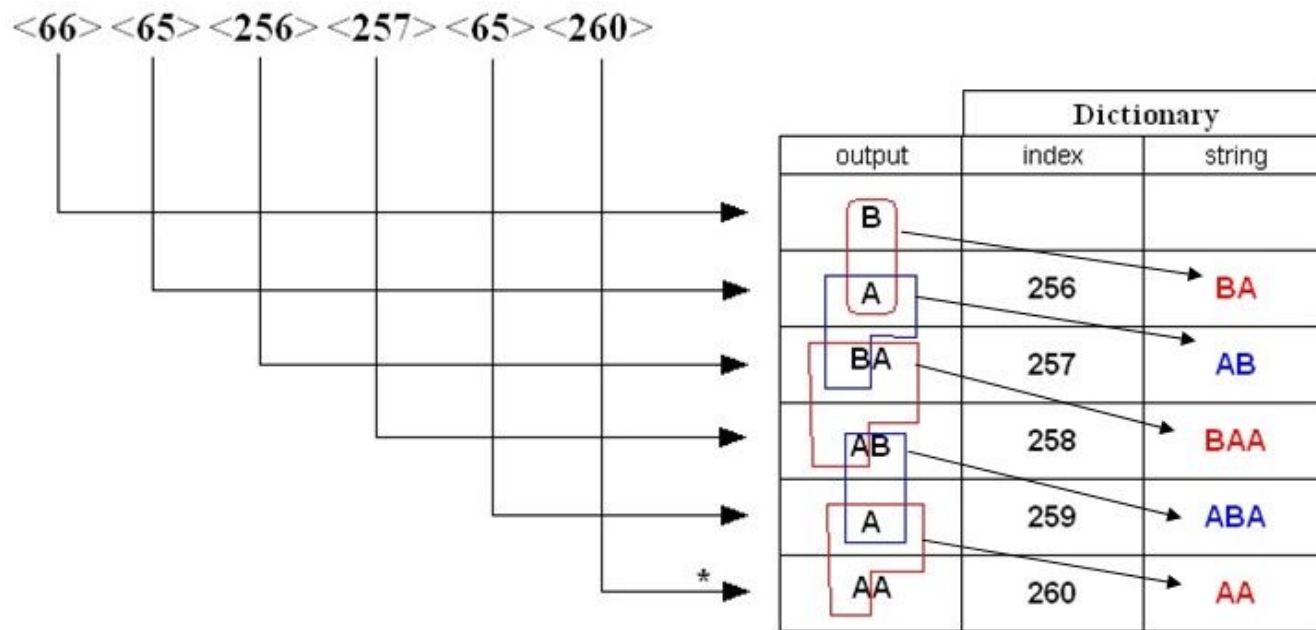 <66> <65> <256> <257> <65> <260>
Dictionary
output index string
B
A 256 BA
BA 257 AB
AB 258 BAA
A 259 ABA
* AA 260 AA